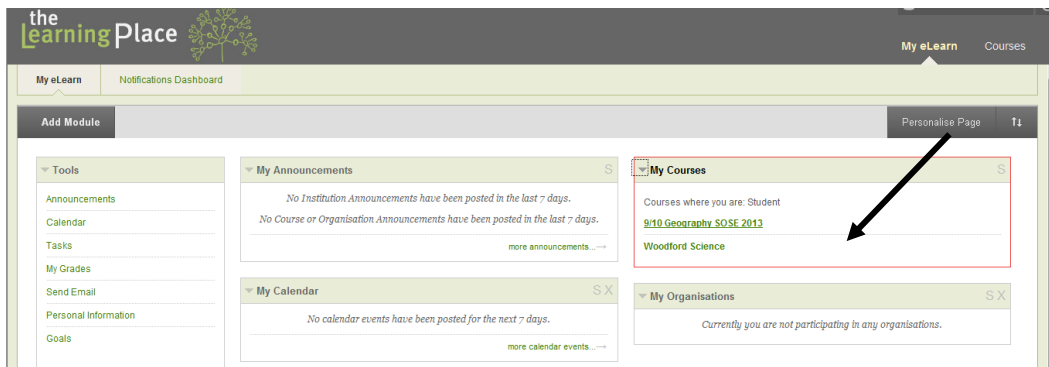 the
Learning Place
My eLearn
Courses
My eLearn
Notifications Dashboard
Add Module
Personalise Page
Tools
Announcements
Calendar
Tasks
My Grades
Send Email
Personal Information
Goals
My Announcements
S
No Institution Announcements have been posted in the last 7 days.
No Course or Organisation Announcements have been posted in the last 7 days.
more announcements...→
My Calendar
S X
No calendar events have been posted for the next 7 days.
more calendar events...→
My Courses
S
Courses where you are: Student
9/10 Geography SOSE 2013
Woodford Science
My Organisations
S X
Currently you are not participating in any organisations.